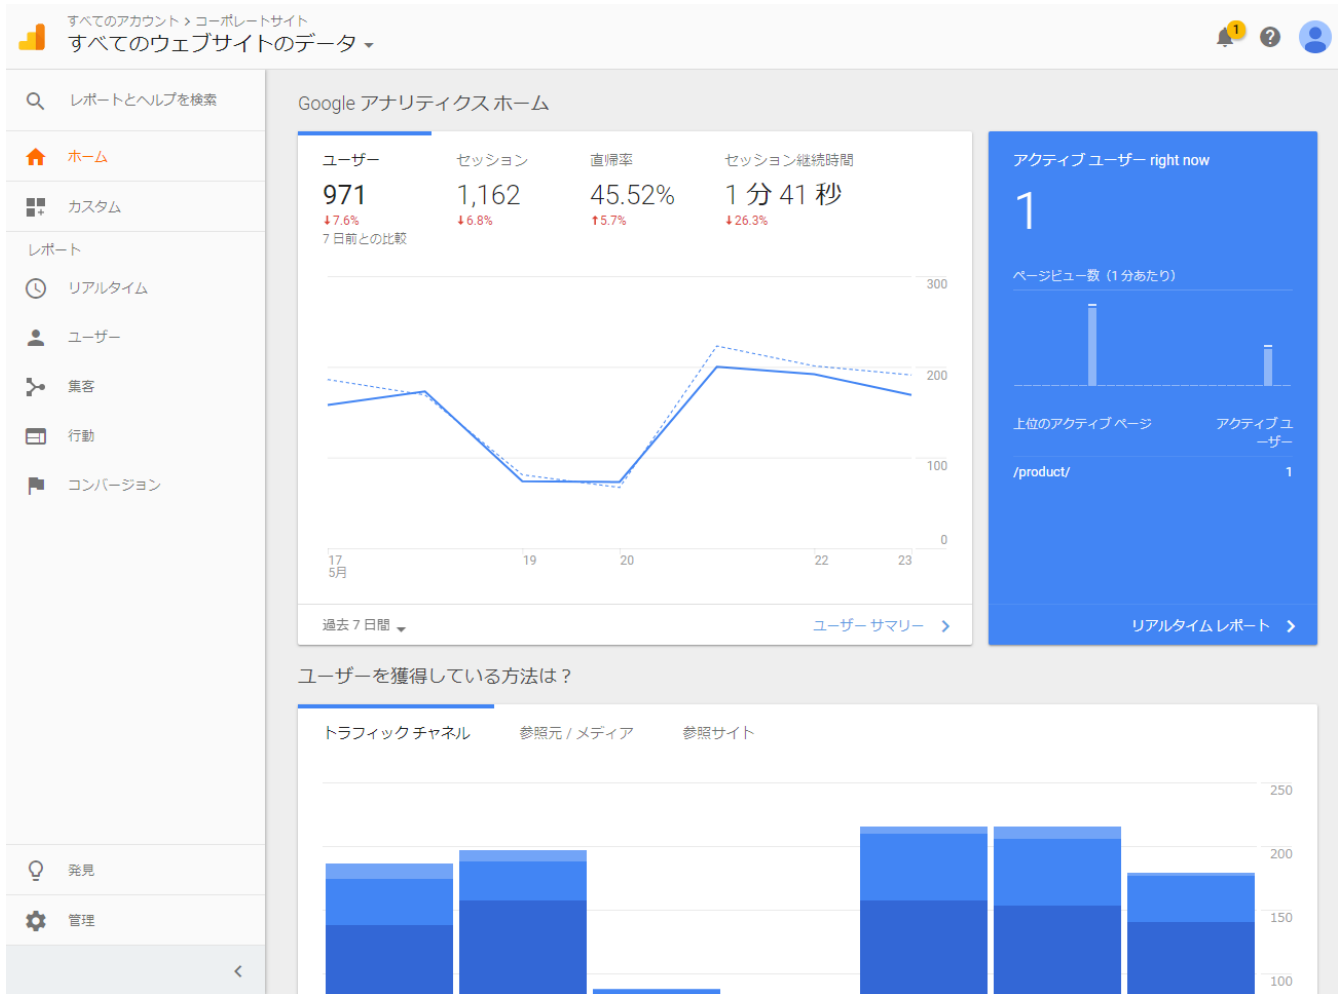 すべてのアカウント > コーポレートサイト
すべてのウェブサイトのデータ
1
レポートとヘルプを検索
ホーム
カスタム
レポート
リアルタイム
ユーザー
集客
行動
コンバージョン
発見
管理
Google アナリティクス ホーム
ユーザー
971
7.6%
7 日前との比較
セッション
1,162
6.8%
直帰率
45.52%
5.7%
セッション継続時間
1 分 41 秒
26.3%
300
200
100
0
17
5月
19
20
22
23
過去 7 日間
ユーザー サマリー
アクティブ ユーザー right now
1
ページビュー数（1 分あたり）
上位のアクティブ ページ
アクティブ ユ
ーザー
/product/
1
リアルタイム レポート
ユーザーを獲得している方法は？
トラフィック チャネル
参照元 / メディア
参照サイト
250
200
150
100